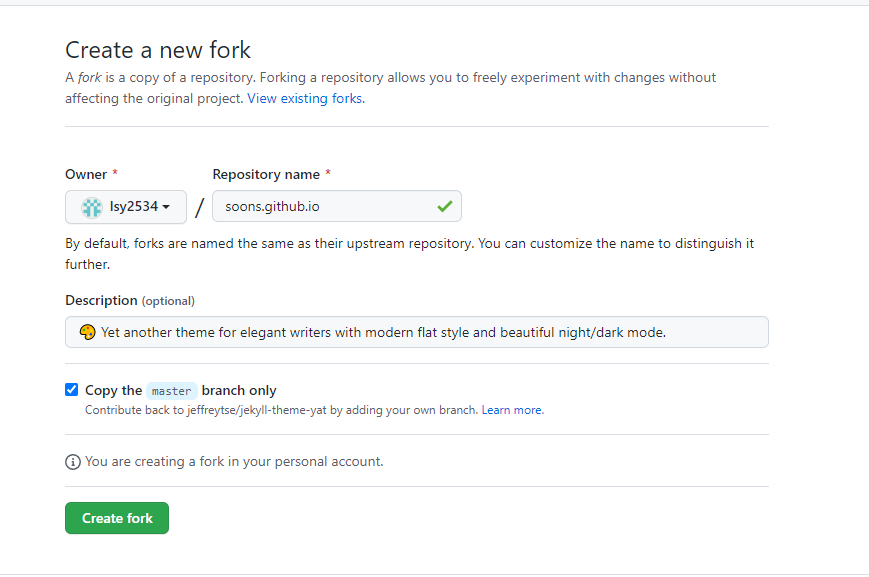 Create a new fork
A fork is a copy of a repository. Forking a repository allows you to freely experiment with changes without
affecting the original project. View existing forks.
Owner *
Repository name *
lsy2534
/
soons.github.io
By default, forks are named the same as their upstream repository. You can customize the name to distinguish it
further.
Description (optional)
🎨 Yet another theme for elegant writers with modern flat style and beautiful night/dark mode.
Copy the master branch only
Contribute back to jeffreytse/jekyll-theme-yat by adding your own branch. Learn more.
You are creating a fork in your personal account.
Create fork